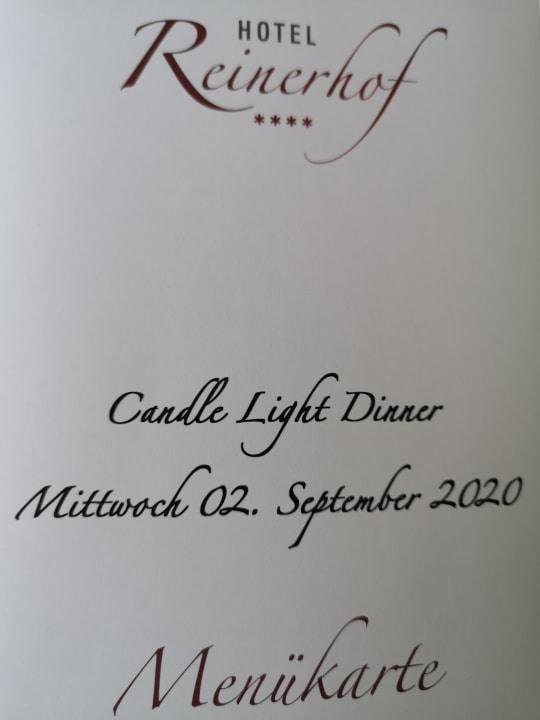 HOTEL
Reinerhof
****
Candle Light Dinner
Mittwoch 02. September 2020
Menükarte